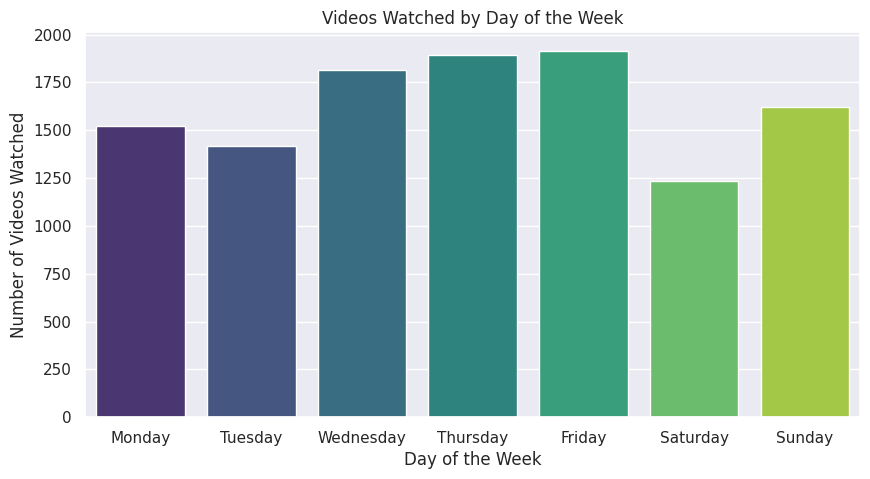 Videos Watched by Day of the Week
Number of Videos Watched
2000
1750
1500
1250
1000
750
500
250
0
Monday Tuesday Wednesday Thursday Friday Saturday Sunday
Day of the Week